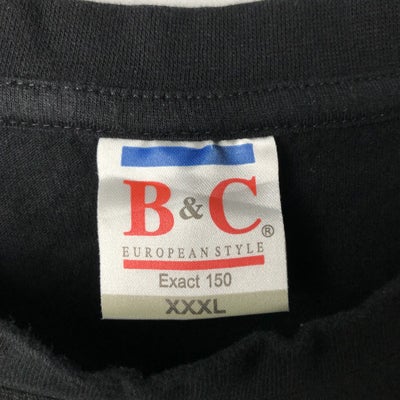 B&C®
EUROPEAN STYLE
Exact 150
XXXL